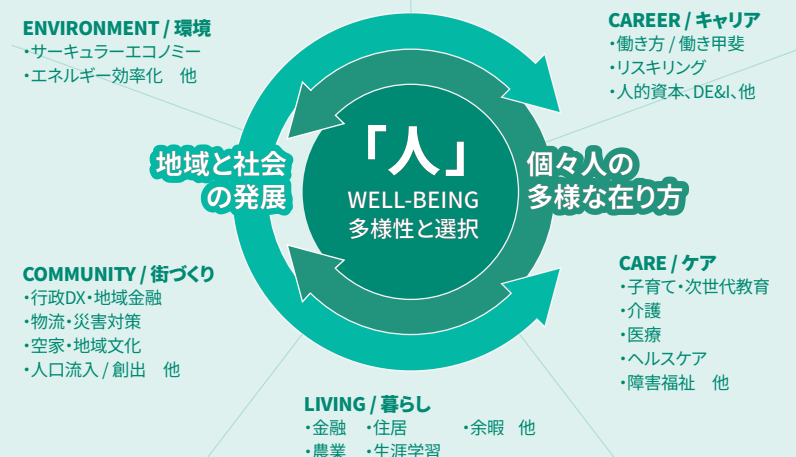 ENVIRONMENT / 環境
・サーキュラーエコノミー
・エネルギー効率化　他
CAREER / キャリア
・働き方 / 働き甲斐
・リスキリング
・人的資本、DE&I、他
地域と社会
の発展
「人」
WELL-BEING
多様性と選択
個々人の
多様な在り方
COMMUNITY / 街づくり
・行政DX・地域金融
・物流・災害対策
・空家・地域文化
・人口流入 / 創出　他
CARE / ケア
・子育て・次世代教育
・介護
・医療
・ヘルスケア
・障害福祉　他
LIVING / 暮らし
・金融　・住居　・余暇　他
・農業　・生涯学習